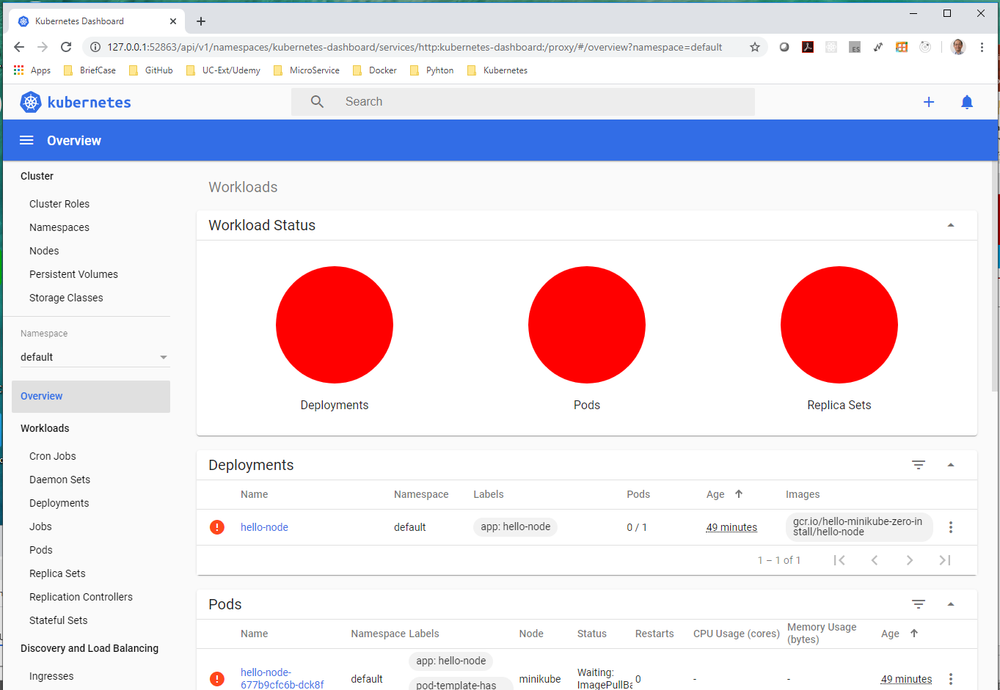 Kubernetes Dashboard
127.0.0.1:52863/api/v1/namespaces/kubernetes-dashboard/services/http:kubernetes-dashboard:/proxy/#/overview?namespace=default
ES
Apps BriefCase GitHub UC-Ext/Udemy MicroService Docker Pyhton Kubernetes
kubernetes
Search
Overview
Cluster
Cluster Roles
Namespaces
Nodes
Persistent Volumes
Storage Classes
Namespace
default
Overview
Workloads
Cron Jobs
Daemon Sets
Deployments
Jobs
Pods
Replica Sets
Replication Controllers
Stateful Sets
Discovery and Load Balancing
Ingresses
Workloads
Workload Status
Deployments Pods Replica Sets
Deployments
Name Namespace Labels Pods Age Images
hello-node default app: hello-node 0 / 1 49 minutes gcr.io/hello-minikube-zero-in
stall/hello-node
1 – 1 of 1
Pods
Name Namespace Labels Node Status Restarts CPU Usage (cores) Memory Usage
(bytes) Age
hello-node-
677b9cfc6b-dck8f default app: hello-node
pod-template-has minikube Waiting:
ImagePullBa 0 - - 49 minutes